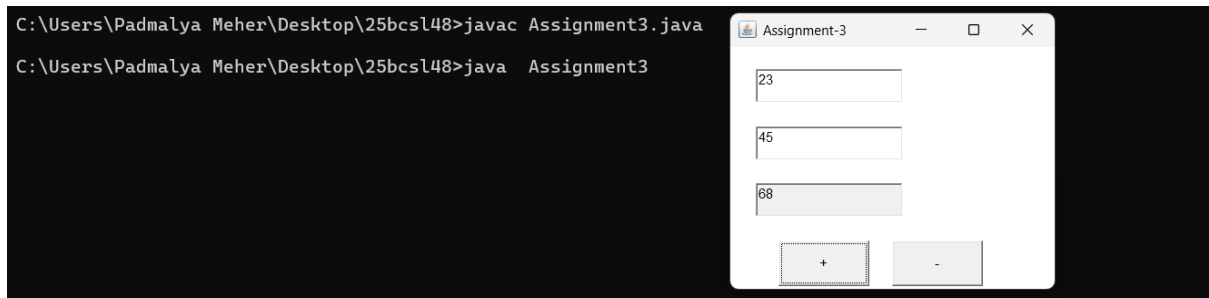 C:\Users\Padmalya Meher\Desktop\25bcsl48>javac Assignment3.java
C:\Users\Padmalya Meher\Desktop\25bcsl48>java  Assignment3
Assignment-3
23
45
68
+
-